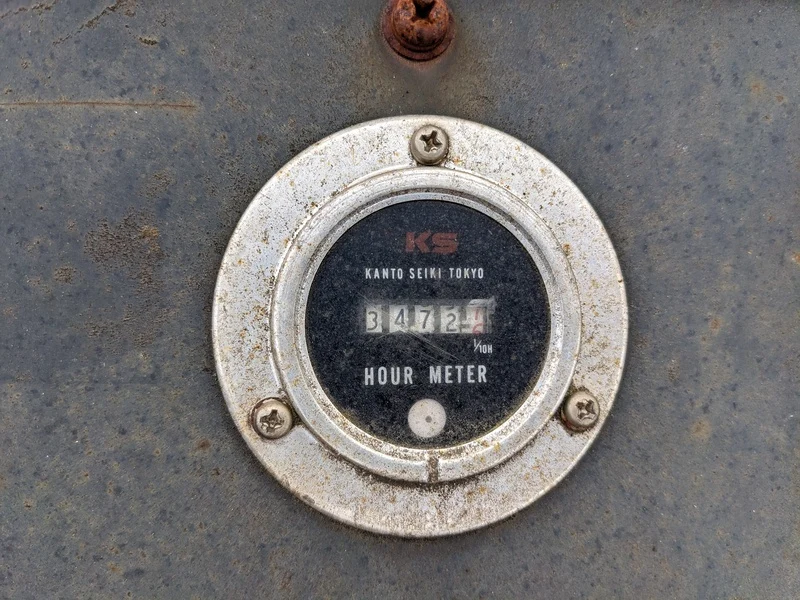 KS
KANTO SEIKI TOKYO
3472
1/10H
HOUR METER